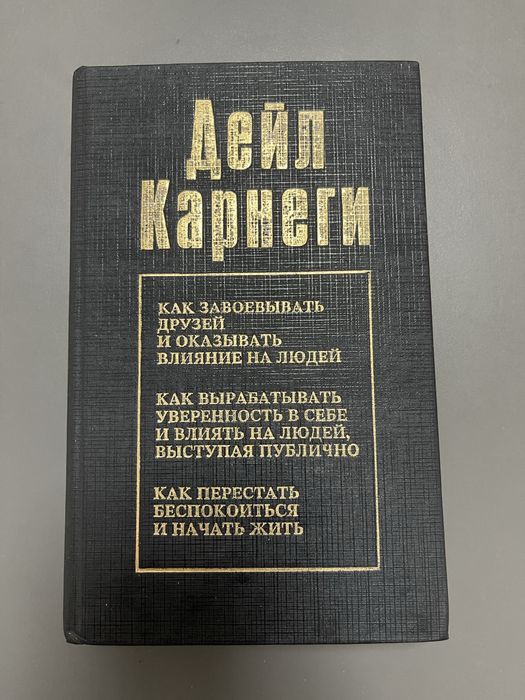 Дейл
Карнеги
КАК ЗАВОЕВЫВАТЬ
ДРУЗЕЙ
И ОКАЗЫВАТЬ
ВЛИЯНИЕ НА ЛЮДЕЙ
КАК ВЫРАБАТЫВАТЬ
УВЕРЕННОСТЬ В СЕБЕ
И ВЛИЯТЬ НА ЛЮДЕЙ,
ВЫСТУПАЯ ПУБЛИЧНО
КАК ПЕРЕСТАТЬ
БЕСПОКОИТЬСЯ
И НАЧАТЬ ЖИТЬ